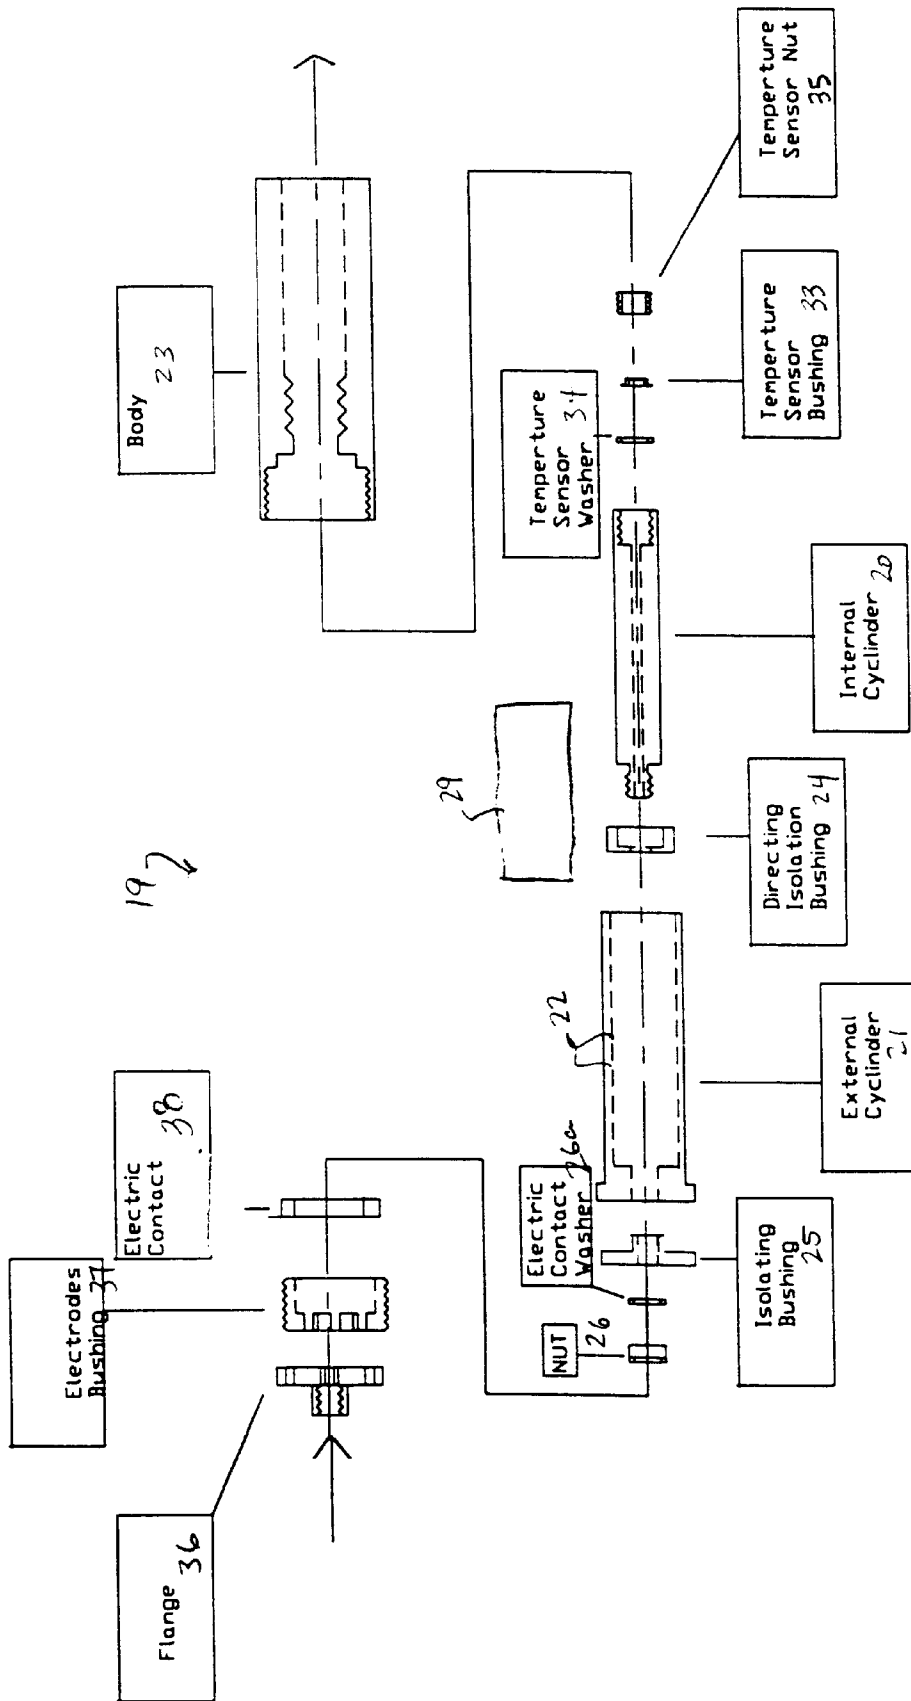 Flange 36
Electrodes
Bushing 37
Electric
Contact 38
Body
23
19
29
NUT
26
Electric
Contact
Washer 26a
22
Temperture
Sensor
Washer 34
Isolating
Bushing
25
External
Cyclinder
21
Directing
Isolation
Bushing 24
Internal
Cyclinder 20
Temperture
Sensor
Bushing 33
Temperture
Sensor Nut
35